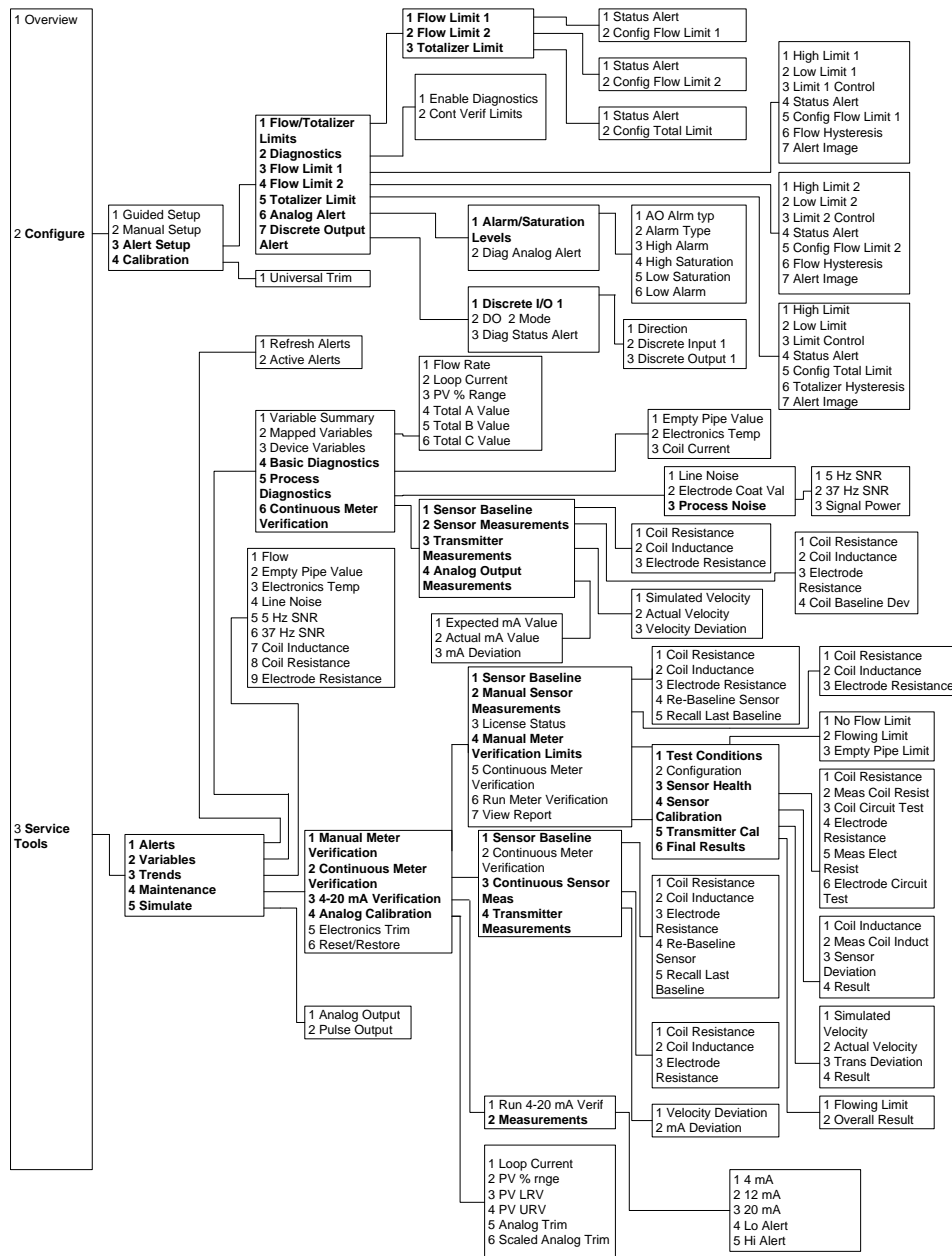 1 Overview
2 Configure
3 Service
Tools
1 Guided Setup
2 Manual Setup
3 Alert Setup
4 Calibration
1 Flow/Totalizer
Limits
2 Diagnostics
3 Flow Limit 1
4 Flow Limit 2
5 Totalizer Limit
6 Analog Alert
7 Discrete Output
Alert
1 Universal Trim
1 Flow Limit 1
2 Flow Limit 2
3 Totalizer Limit
1 Status Alert
2 Config Flow Limit 1
1 Status Alert
2 Config Flow Limit 2
1 Status Alert
2 Config Total Limit
1 Enable Diagnostics
2 Cont Verif Limits
1 High Limit 1
2 Low Limit 1
3 Limit 1 Control
4 Status Alert
5 Config Flow Limit 1
6 Flow Hysteresis
7 Alert Image
1 High Limit 2
2 Low Limit 2
3 Limit 2 Control
4 Status Alert
5 Config Flow Limit 2
6 Flow Hysteresis
7 Alert Image
1 High Limit
2 Low Limit
3 Limit Control
4 Status Alert
5 Config Total Limit
6 Totalizer Hysteresis
7 Alert Image
1 Alarm/Saturation
Levels
2 Diag Analog Alert
1 AO Alrm typ
2 Alarm Type
3 High Alarm
4 High Saturation
5 Low Saturation
6 Low Alarm
1 Discrete I/O 1
2 DO 2 Mode
3 Diag Status Alert
1 Direction
2 Discrete Input 1
3 Discrete Output 1
1 Refresh Alerts
2 Active Alerts
1 Flow Rate
2 Loop Current
3 PV % Range
4 Total A Value
5 Total B Value
6 Total C Value
1 Variable Summary
2 Mapped Variables
3 Device Variables
4 Basic Diagnostics
5 Process
Diagnostics
6 Continuous Meter
Verification
1 Empty Pipe Value
2 Electronics Temp
3 Coil Current
1 Line Noise
2 Electrode Coat Val
3 Process Noise
1 5 Hz SNR
2 37 Hz SNR
3 Signal Power
1 Sensor Baseline
2 Sensor Measurements
3 Transmitter
Measurements
4 Analog Output
Measurements
1 Coil Resistance
2 Coil Inductance
3 Electrode Resistance
1 Coil Resistance
2 Coil Inductance
3 Electrode
Resistance
4 Coil Baseline Dev
1 Simulated Velocity
2 Actual Velocity
3 Velocity Deviation
1 Expected mA Value
2 Actual mA Value
3 mA Deviation
1 Flow
2 Empty Pipe Value
3 Electronics Temp
4 Line Noise
5 5 Hz SNR
6 37 Hz SNR
7 Coil Inductance
8 Coil Resistance
9 Electrode Resistance
1 Alerts
2 Variables
3 Trends
4 Maintenance
5 Simulate
1 Manual Meter
Verification
2 Continuous Meter
Verification
3 4-20 mA Verification
4 Analog Calibration
5 Electronics Trim
6 Reset/Restore
1 Analog Output
2 Pulse Output
1 Sensor Baseline
2 Manual Sensor
Measurements
3 License Status
4 Manual Meter
Verification Limits
5 Continuous Meter
Verification
6 Run Meter Verification
7 View Report
1 Coil Resistance
2 Coil Inductance
3 Electrode Resistance
4 Re-Baseline Sensor
5 Recall Last Baseline
1 Coil Resistance
2 Coil Inductance
3 Electrode Resistance
1 No Flow Limit
2 Flowing Limit
3 Empty Pipe Limit
1 Test Conditions
2 Configuration
3 Sensor Health
4 Sensor
Calibration
5 Transmitter Cal
6 Final Results
1 Coil Resistance
2 Meas Coil Resist
3 Coil Circuit Test
4 Electrode
Resistance
5 Meas Elect
Resist
6 Electrode Circuit
Test
1 Coil Inductance
2 Meas Coil Induct
3 Sensor
Deviation
4 Result
1 Simulated
Velocity
2 Actual Velocity
3 Trans Deviation
4 Result
1 Flowing Limit
2 Overall Result
1 Sensor Baseline
2 Continuous Meter
Verification
3 Continuous Sensor
Meas
4 Transmitter
Measurements
1 Coil Resistance
2 Coil Inductance
3 Electrode
Resistance
4 Re-Baseline
Sensor
5 Recall Last
Baseline
1 Coil Resistance
2 Coil Inductance
3 Electrode
Resistance
1 Velocity Deviation
2 mA Deviation
1 Run 4-20 mA Verif
2 Measurements
1 4 mA
2 12 mA
3 20 mA
4 Lo Alert
5 Hi Alert
1 Loop Current
2 PV % rnge
3 PV LRV
4 PV URV
5 Analog Trim
6 Scaled Analog Trim